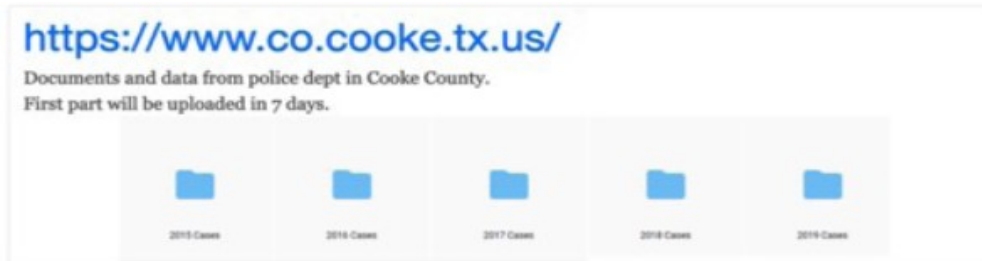 https://www.co.cooke.tx.us/
Documents and data from police dept in Cooke County.
First part will be uploaded in 7 days.
2015 Cases 2016 Cases 2017 Cases 2018 Cases 2019 Cases